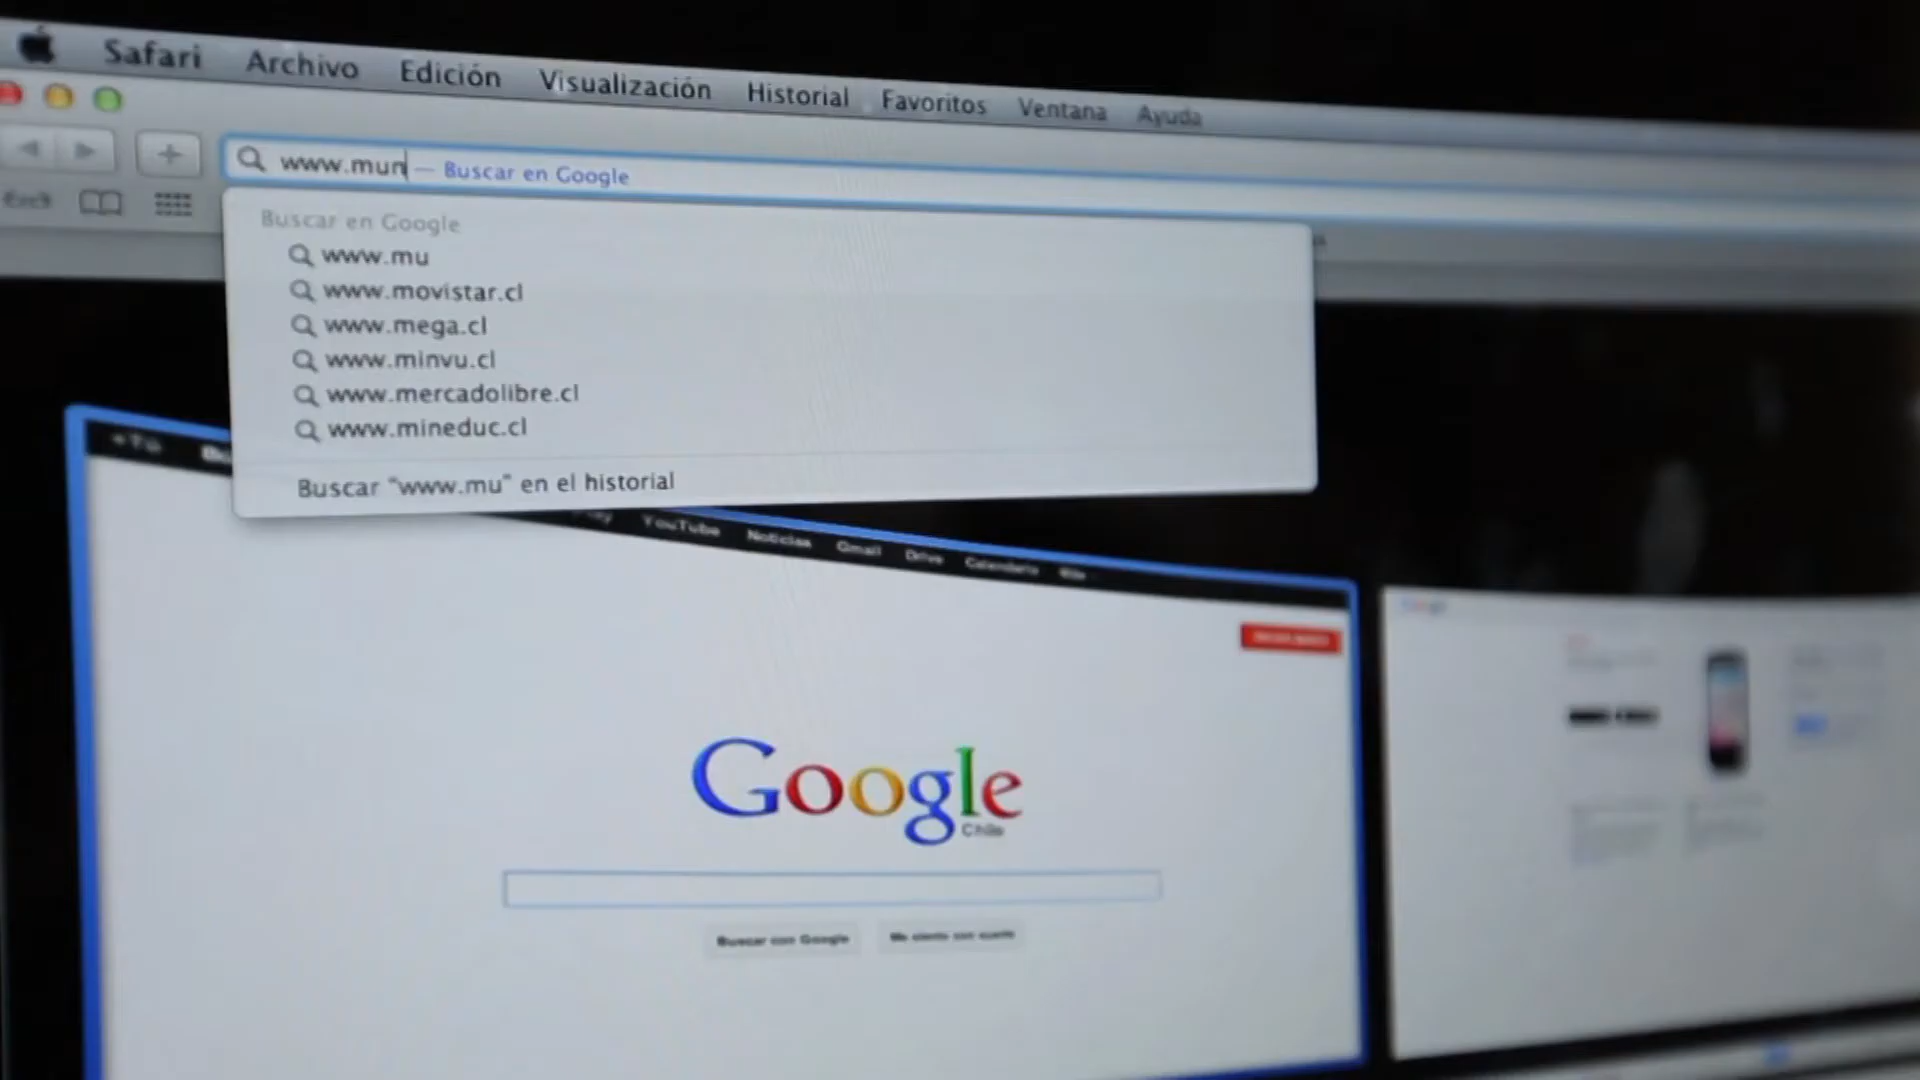 Safari Archivo Edición Visualización Historial Favoritos Ventana Ayuda
www.mun — Buscar en Google
Buscar en Google
www.mu
www.movistar.cl
www.mega.cl
www.minvu.cl
www.mercadolibre.cl
www.mineduc.cl
Buscar "www.mu" en el historial
+Tú
YouTube Noticias Gmail Drive Calendario Más
Google
Chile
Buscar con Google Me siento con suerte
Google